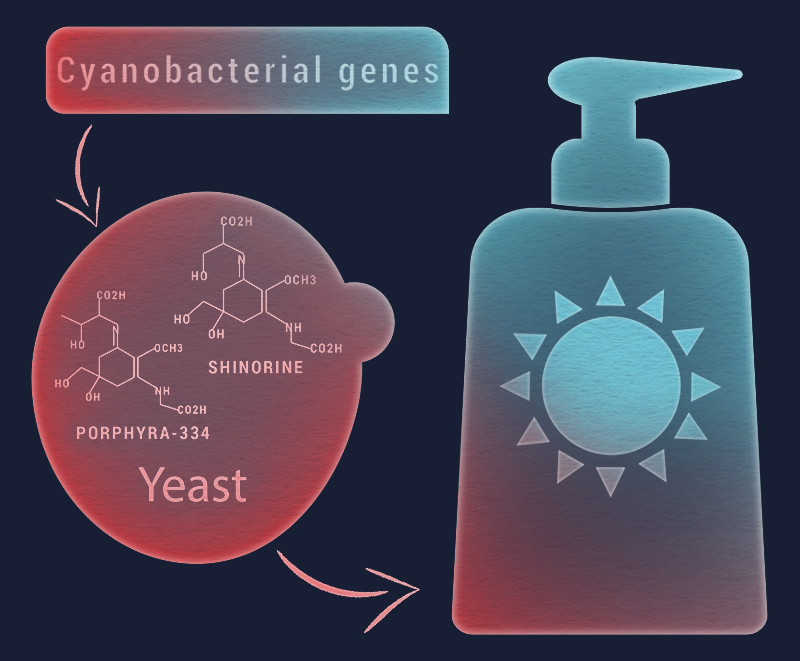 Cyanobacterial genes
CO2H
N
HO
OCH3
HO
OH
NH
CO2H
SHINORINE
CO2H
N
HO
OCH3
HO
OH
NH
CO2H
PORPHYRA-334
Yeast